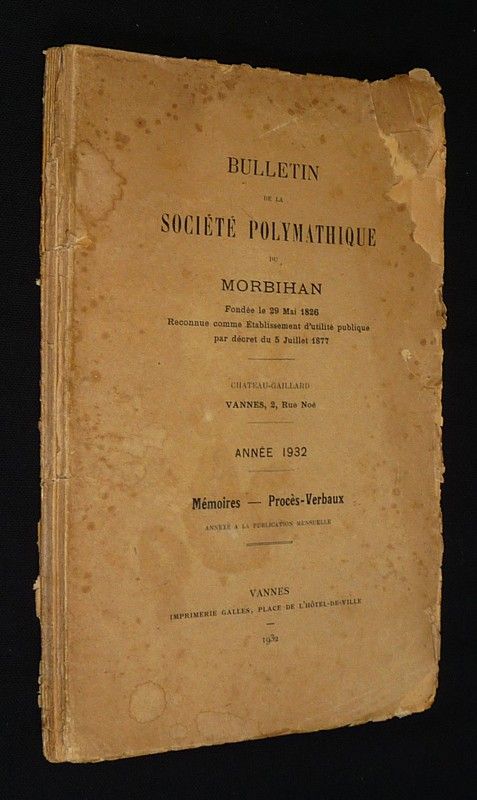 BULLETIN
DE LA
SOCIÉTÉ POLYMATHIQUE
DU
MORBIHAN
Fondée le 29 Mai 1826
Reconnue comme Établissement d'utilité publique
par décret du 5 Juillet 1877
CHATEAU-GAILLARD
VANNES, 2, Rue Noé
ANNÉE 1932
Mémoires — Procès-Verbaux
ANNEXE A LA PUBLICATION MENSUELLE
VANNES
IMPRIMERIE GALLES, PLACE DE L'HÔTEL-DE-VILLE
1932